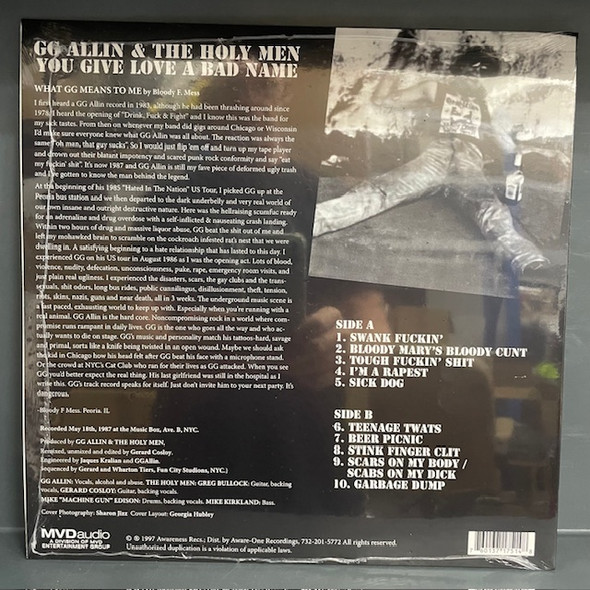 GG ALLIN & THE HOLY MEN
YOU GIVE LOVE A BAD NAME
WHAT GG MEANS TO ME by Bloody F. Mess
I first heard a GG Allin record in 1983, although he had been thrashing around since
1978. I heard the opening of "Drink, Fuck & Fight" and I know this was the band for
my sick tastes. From then on whenever my band did gigs around Chicago or Wisconsin
I'd make sure everyone knew what GG Allin was all about. The reaction was always the
same, "oh man, that guy sucks". So I would just flip 'em off and turn up my tape player
and crown out their blatant impotency and scared punk rock conformity and say "eat
my fuckin' shit". It's now 1987 and GG Allin is still my fave piece of deformed ugly trash
and I've gotten to know the man behind the legend.
At the beginning of his 1985 "Hated In The Nation" US Tour, I picked GG up at the
Peoria bus station and we then departed to the dark underbelly and very real world of
our own insane and outright destructive nature. Here was the hellraising scumfuc ready
for an adrenaline and drug overdose with a self-inflicted & nauseating crash landing.
Within two hours of drug and massive liquor abuse, GG beat the shit out of me and
left my mohawked brain to scramble on the cockroach infested rat's nest that we were
dwelling in. A satisfying beginning to a hate relationship that has lasted to this day. I
experienced GG on his US tour in August 1986 as I was the opening act. Lots of blood,
violence, nudity, defecation, unconsciousness, puke, rape, emergency room visits, and
just plain real ugliness. I experienced the disasters, scars, the gay clubs and the trans-
sexuals, shit odors, long bus rides, public cunnalingus, disillusionment, theft, tension,
riots, skins, nazis, guns and near death, all in 3 weeks. The underground music scene is
a fast paced, exhausting world to keep up with. Especially when you're running with a
real animal. GG Allin is the hard core. Noncompromising rock in a world where com-
promise runs rampant in daily lives. GG is the one who goes all the way and who ac-
tually wants to die on stage. GG's music and personality match his tattoos-hard, savage
and primal, sorta like a knife being twisted in an open wound. Maybe we should ask
the kid in Chicago how his head felt after GG beat his face with a microphone stand.
Or the crowd at NYC's Cat Club who ran for their lives as GG attacked. When you see
GG you'd better expect the real thing. His last girlfriend was still in the hospital as I
write this. GG's track record speaks for itself. Just don't invite him to your next party. It's
dangerous.
-Bloody F Mess. Peoria. IL
Recorded May 18th, 1987 at the Music Box, Ave. B, NYC.
Produced by GG ALLIN & THE HOLY MEN,
Remixed, unmixed and edited by Gerard Cosloy.
Engineered by Jaques Kralian and GGAllin.
Sequenced by Gerard and Wharton Tiers, Fun City Studions, NYC.)
GG ALLIN: Vocals, alcohol and abuse. THE HOLY MEN: GREG BULLOCK: Guitar, backing
vocals, GERARD COSLOY: Guitar, backing vocals.
MIKE "MACHINE GUN" EDISON: Drums, backing vocals. MIKE KIRKLAND: Bass.
Cover Photography: Sharon Jinx Cover Layout: Georgia Hubley
SIDE A
1. SWANK FUCKIN'
2. BLOODY MARY'S BLOODY CUNT
3. TOUGH FUCKIN' SHIT
4. I'M A RAPEST
5. SICK DOG
SIDE B
6. TEENAGE TWATS
7. BEER PICNIC
8. STINK FINGER CLIT
9. SCARS ON MY BODY /
SCABS ON MY DICK
10. GARBAGE DUMP
MVDaudio
A DIVISION OF MVD
ENTERTAINMENT GROUP
© ℗ 1997 Awareness Recs.; Dist. by Aware-One Recordings, 732-201-5772 All rights reserved.
Unauthorized duplication is a violation of applicable laws.